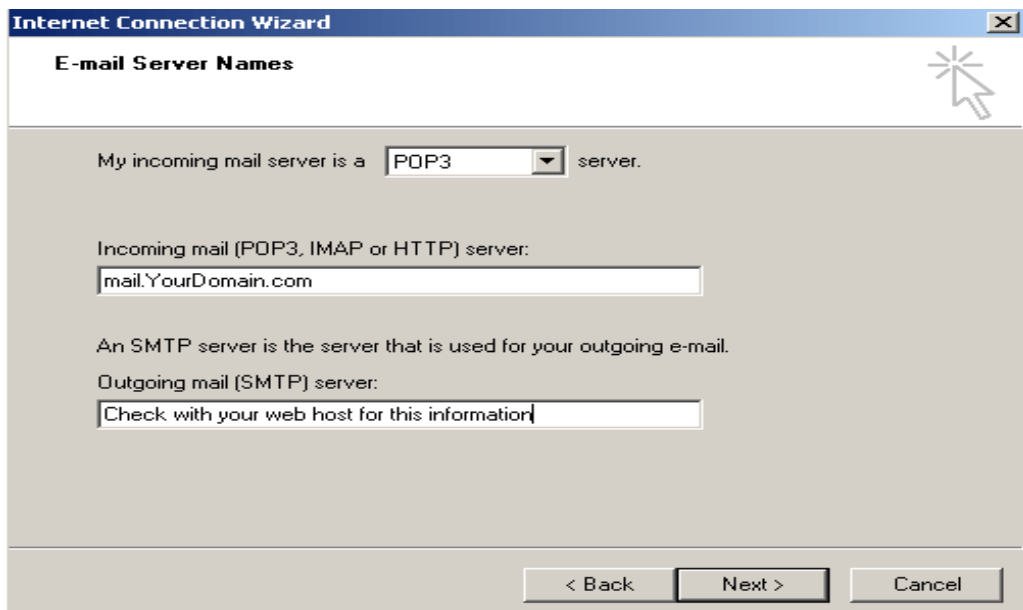 Internet Connection Wizard
E-mail Server Names
My incoming mail server is a POP3 server.
Incoming mail (POP3, IMAP or HTTP) server:
mail.YourDomain.com
An SMTP server is the server that is used for your outgoing e-mail.
Outgoing mail (SMTP) server:
Check with your web host for this information
< Back Next > Cancel